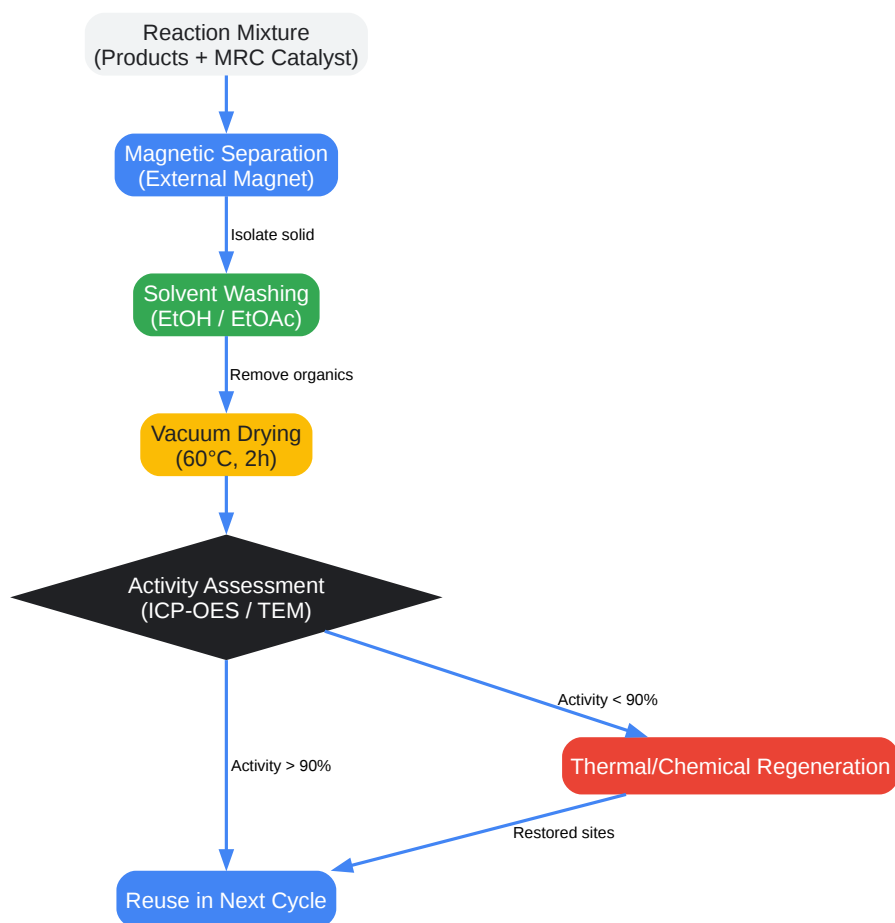 Reaction Mixture
(Products + MRC Catalyst)
Magnetic Separation
(External Magnet)
Isolate solid
Solvent Washing
(EtOH / EtOAc)
Remove organics
Vacuum Drying
(60°C, 2h)
Activity Assessment
(ICP-OES / TEM)
Activity < 90%
Activity > 90%
Thermal/Chemical Regeneration
Restored sites
Reuse in Next Cycle